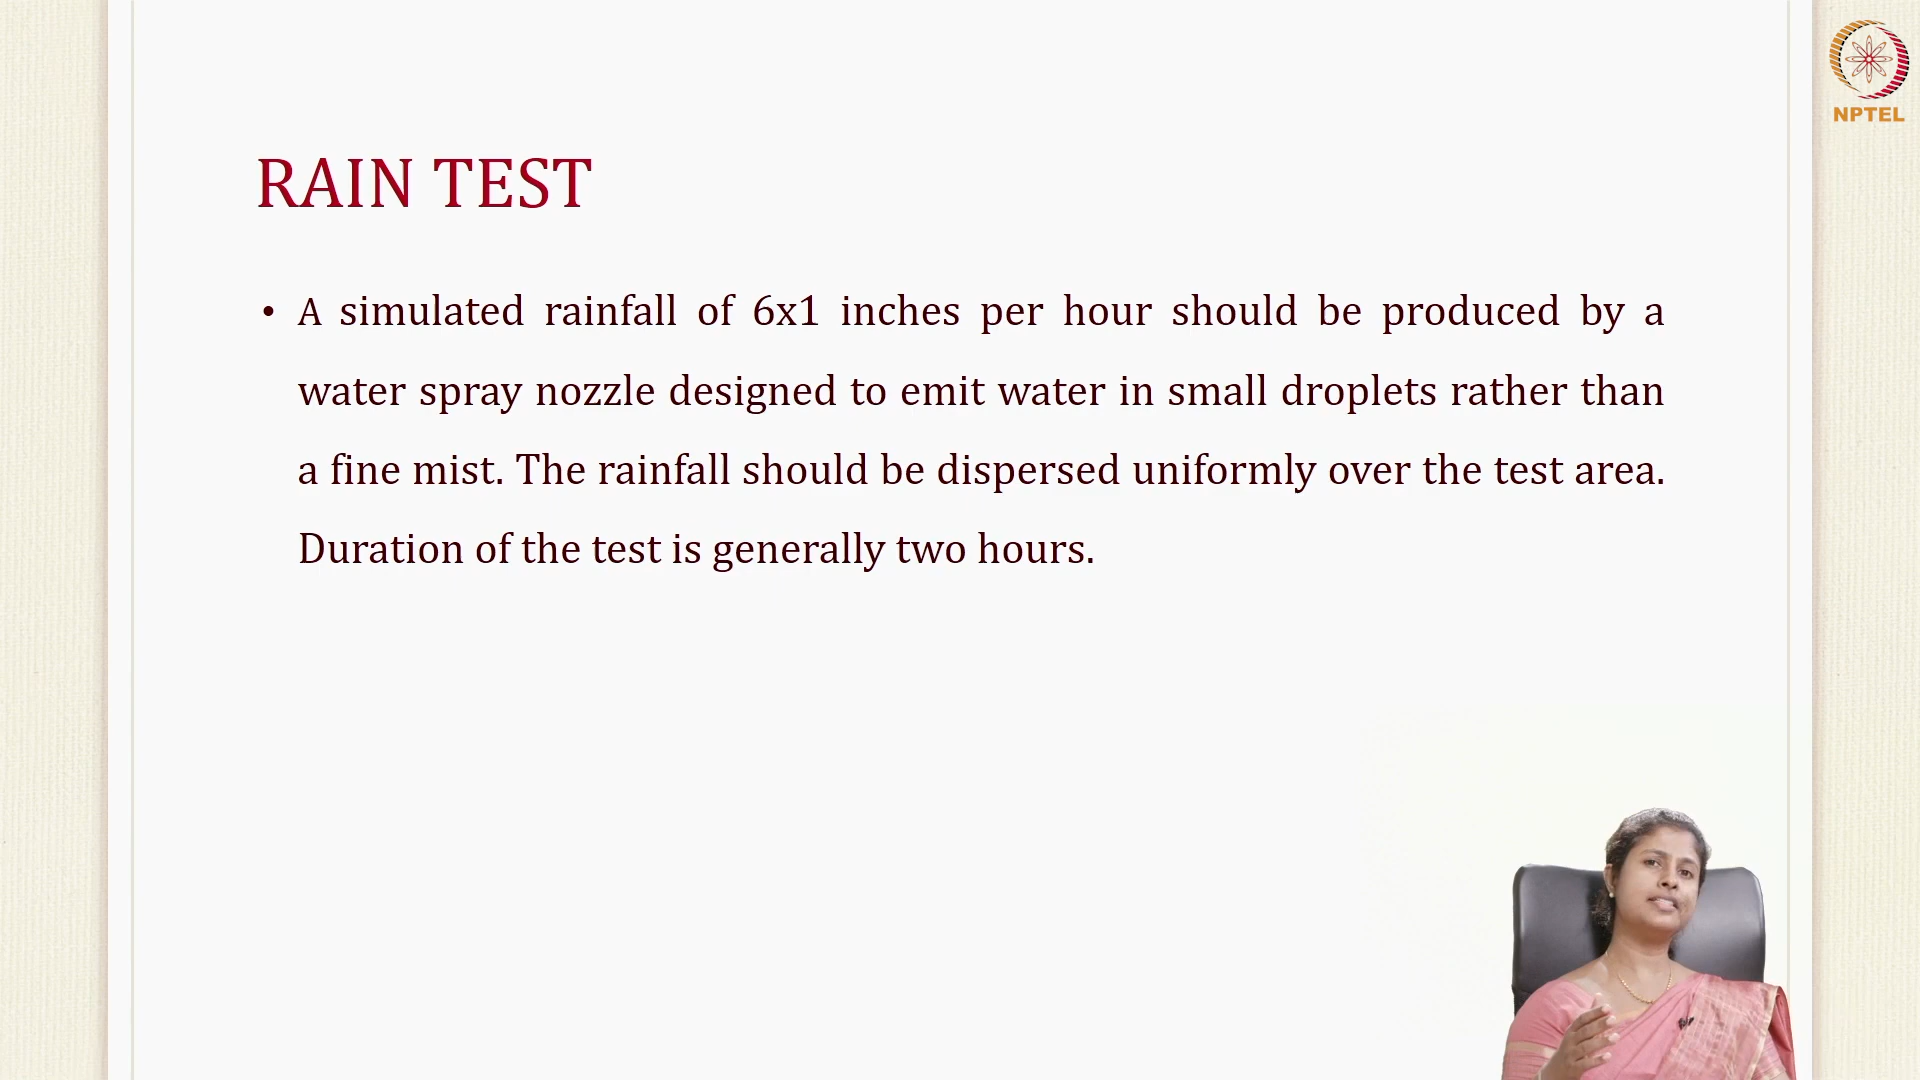 NPTEL
RAIN TEST
• A simulated rainfall of 6x1 inches per hour should be produced by a
water spray nozzle designed to emit water in small droplets rather than
a fine mist. The rainfall should be dispersed uniformly over the test area.
Duration of the test is generally two hours.